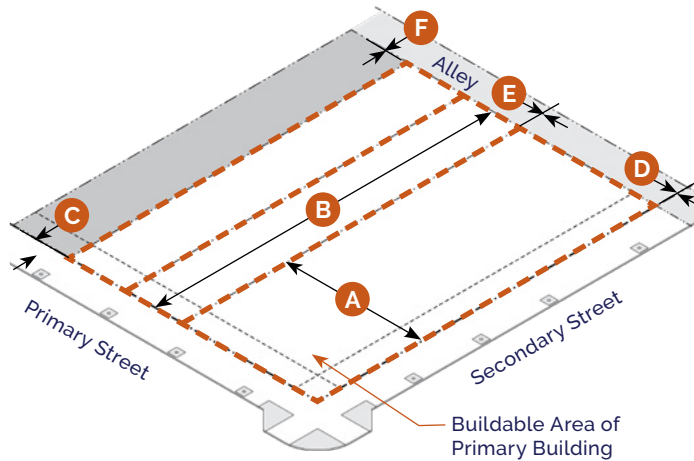 F
Alley
E
D
C
B
A
Primary Street
Secondary Street
Buildable Area of
Primary Building